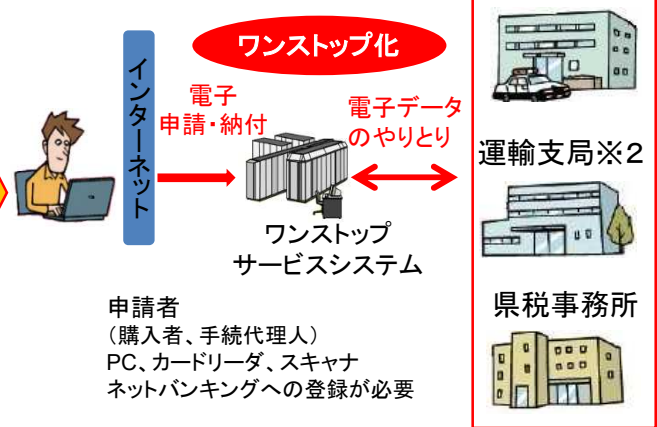 ワンストップ化
インターネット
電子
申請・納付
電子データ
のやりとり
ワンストップ
サービスシステム
運輸支局※2
県税事務所
申請者
（購入者、手続代理人）
PC、カードリーダ、スキャナ
ネットバンキングへの登録が必要